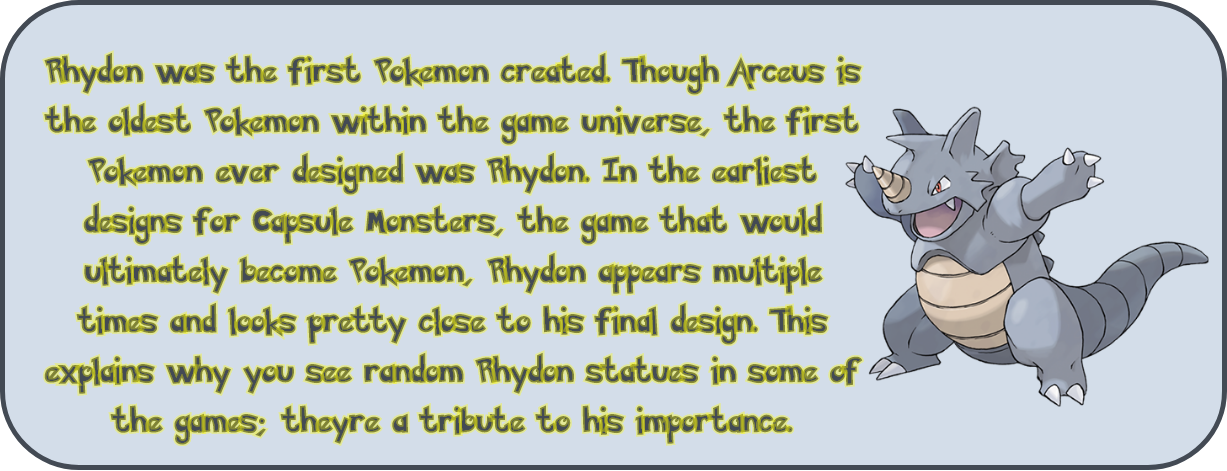 Rhydon was the first Pokemon created. Though Arceus is
the oldest Pokemon within the game universe, the first
Pokemon ever designed was Rhydon. In the earliest
designs for Capsule Monsters, the game that would
ultimately become Pokemon, Rhydon appears multiple
times and looks pretty close to his final design. This
explains why you see random Rhydon statues in some of
the games; theyre a tribute to his importance.